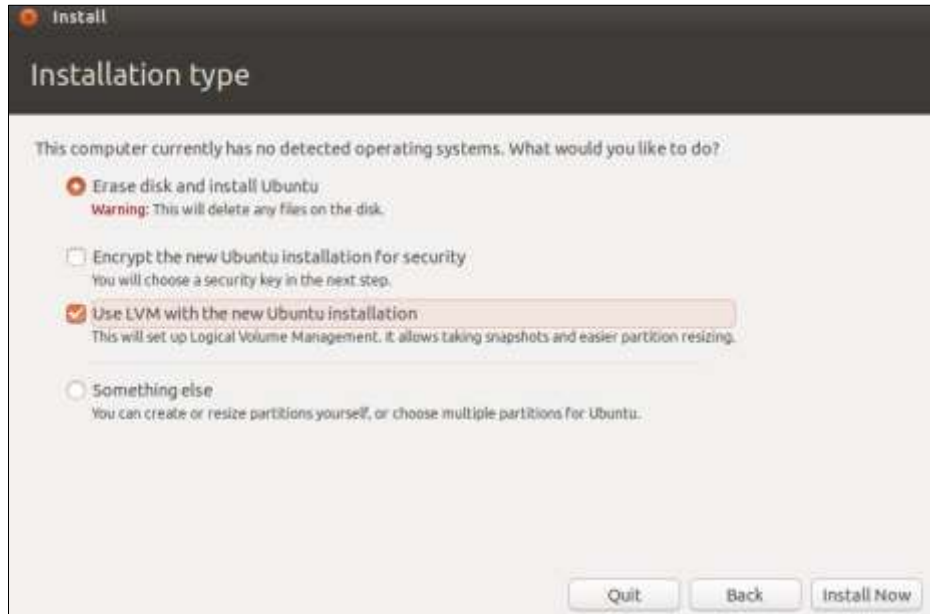 Install
Installation type
This computer currently has no detected operating systems. What would you like to do?
Erase disk and install Ubuntu
Warning: This will delete any files on the disk.
Encrypt the new Ubuntu installation for security
You will choose a security key in the next step.
Use LVM with the new Ubuntu installation
This will set up Logical Volume Management. It allows taking snapshots and easier partition resizing.
Something else
You can create or resize partitions yourself, or choose multiple partitions for Ubuntu.
Quit Back Install Now